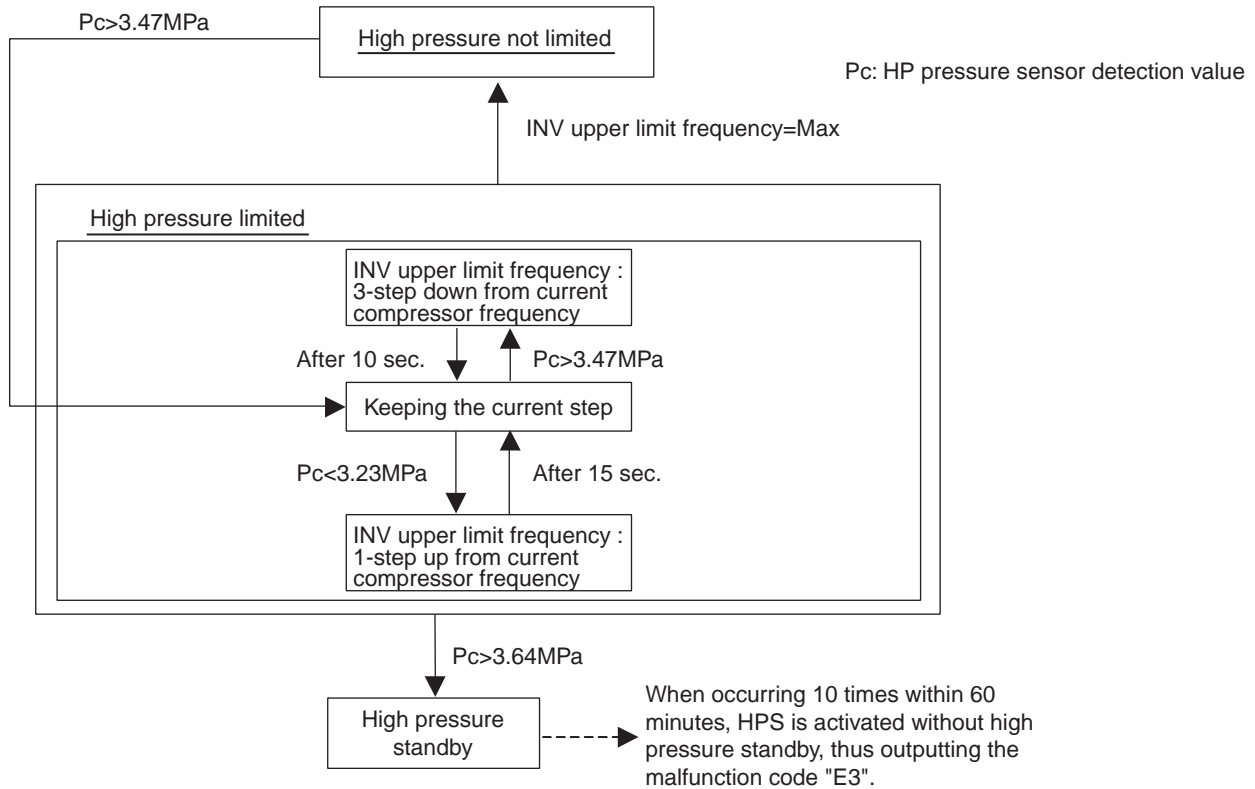 Pc>3.47MPa
High pressure not limited
Pc: HP pressure sensor detection value
INV upper limit frequency=Max
High pressure limited
INV upper limit frequency :
3-step down from current
compressor frequency
After 10 sec.
Pc>3.47MPa
Keeping the current step
Pc<3.23MPa
After 15 sec.
INV upper limit frequency :
1-step up from current
compressor frequency
Pc>3.64MPa
High pressure
standby
When occurring 10 times within 60
minutes, HPS is activated without high
pressure standby, thus outputting the
malfunction code "E3".